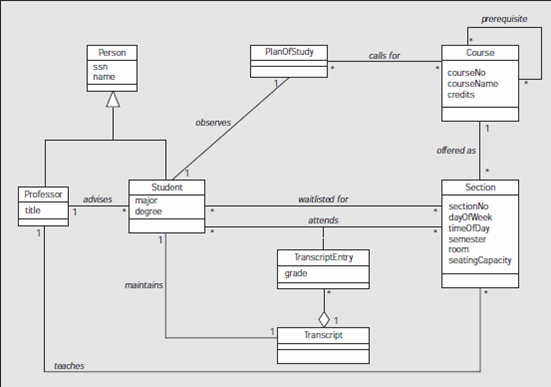 prerequisite
Person
ssn
name
PlanOfStudy
*
calls for
*
*
Course
courseNo
courseName
credits
*
1
observes
1
offered as
1
*
Professor
title
advises
1
*
Student
major
degree
waitlisted for
*
*
attends
*
*
Section
sectionNo
dayOfWeek
timeOfDay
semester
room
seatingCapacity
1
1
TranscriptEntry
grade
*
*
maintains
1
1
Transcript
teaches